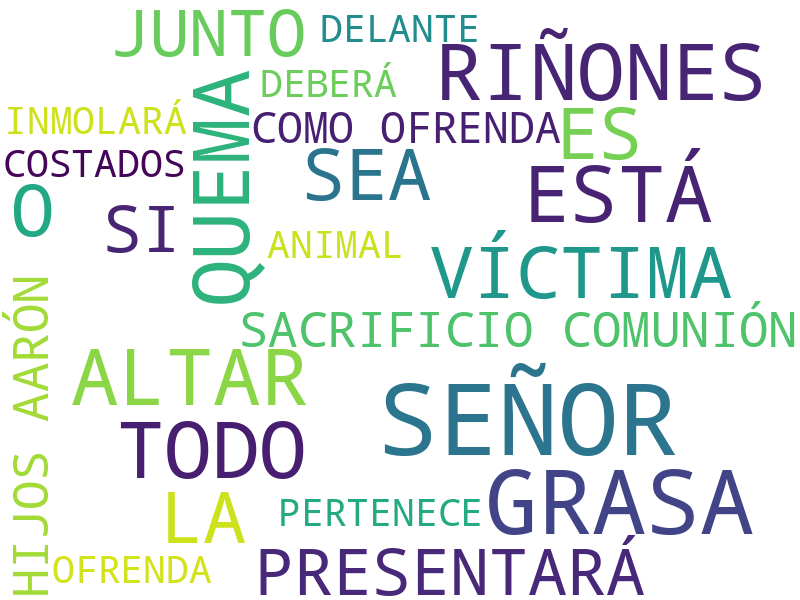 JUNTO
DELANTE
RIÑONES
DEBERÁ
QUEMA
INMOLARÁ
COMO OFRENDA
ES
COSTADOS
SEA
ESTÁ
O
SI
ANIMAL
VÍCTIMA
HIJOS AARÓN
SACRIFICIO COMUNIÓN
ALTAR
SEÑOR
TODO
GRASA
LA
PERTENECE
OFRENDA
PRESENTARÁ